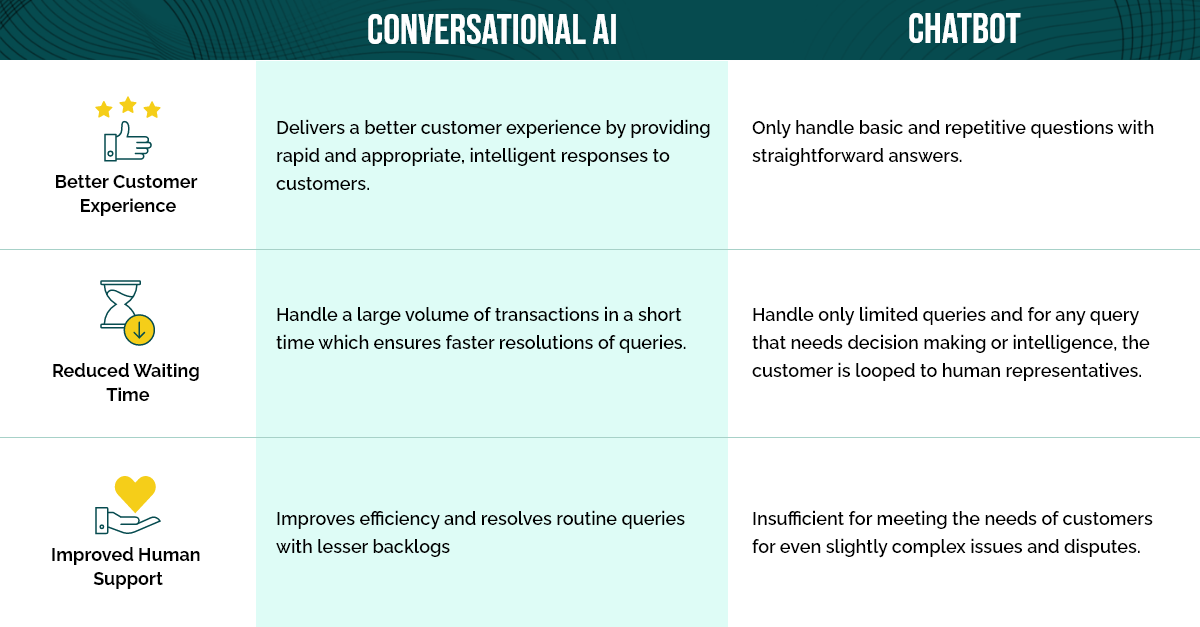 CONVERSATIONAL AI
CHATBOT
Better Customer
Experience
Delivers a better customer experience by providing
rapid and appropriate, intelligent responses to
customers.
Only handle basic and repetitive questions with
straightforward answers.
Reduced Waiting
Time
Handle a large volume of transactions in a short
time which ensures faster resolutions of queries.
Handle only limited queries and for any query
that needs decision making or intelligence, the
customer is looped to human representatives.
Improved Human
Support
Improves efficiency and resolves routine queries
with lesser backlogs
Insufficient for meeting the needs of customers
for even slightly complex issues and disputes.